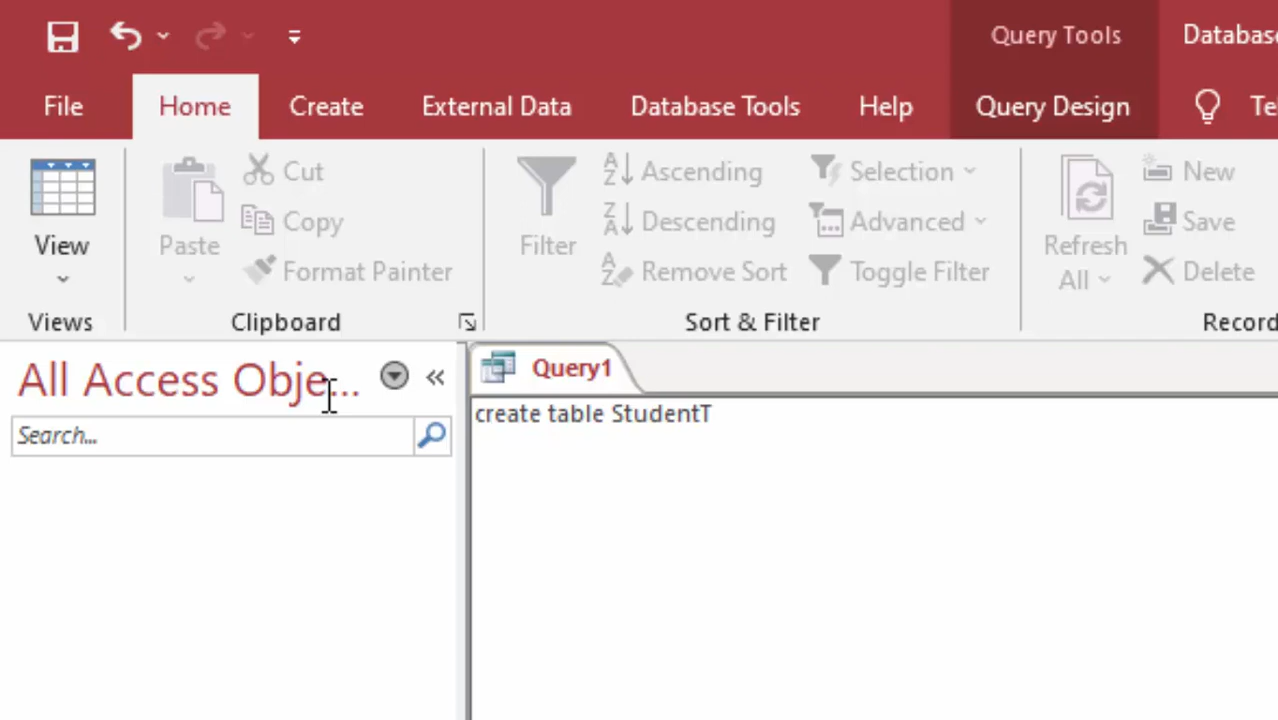 Query Tools
Databas
File
Home
Create
External Data
Database Tools
Help
Query Design
Te
View
Paste
Cut
Copy
Format Painter
Filter
Ascending
Descending
Remove Sort
Selection
Advanced
Toggle Filter
Refresh
All
New
Save
Delete
Views
Clipboard
Sort & Filter
Record
All Access Obje...
Search...
Query1
create table StudentT